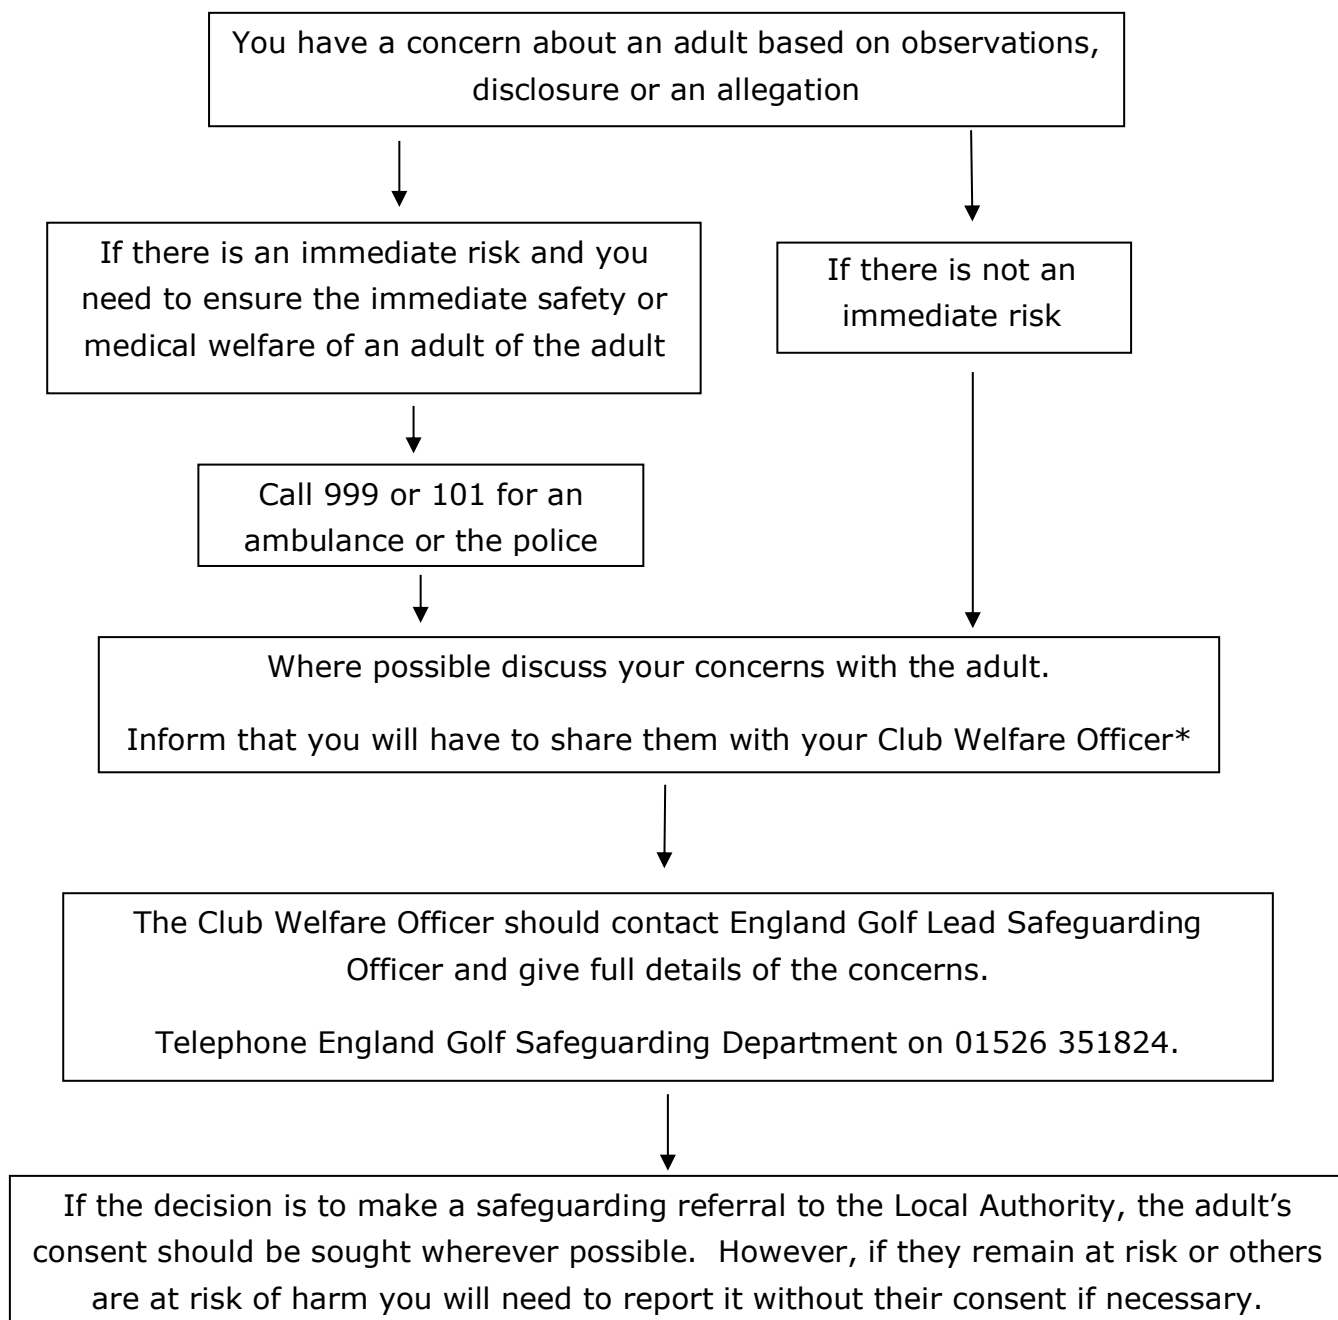 You have a concern about an adult based on observations,
disclosure or an allegation
If there is an immediate risk and you
need to ensure the immediate safety or
medical welfare of an adult of the adult
If there is not an
immediate risk
Call 999 or 101 for an
ambulance or the police
Where possible discuss your concerns with the adult.
Inform that you will have to share them with your Club Welfare Officer*
The Club Welfare Officer should contact England Golf Lead Safeguarding
Officer and give full details of the concerns.
Telephone England Golf Safeguarding Department on 01526 351824.
If the decision is to make a safeguarding referral to the Local Authority, the adult’s
consent should be sought wherever possible.  However, if they remain at risk or others
are at risk of harm you will need to report it without their consent if necessary.